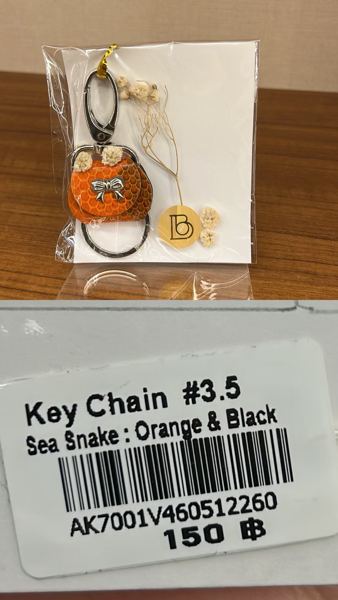 B
Key Chain #3.5
Sea Snake : Orange & Black
AK7001V460512260
150 ฿